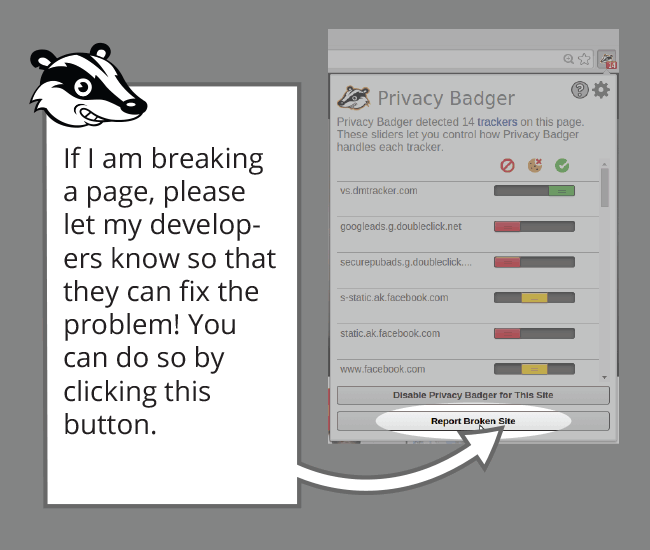 If I am breaking
a page, please
let my develop-
ers know so that
they can fix the
problem! You
can do so by
clicking this
button.
14
Privacy Badger
Privacy Badger detected 14 trackers on this page.
These sliders let you control how Privacy Badger
handles each tracker.
vs.dmtracker.com
googleads.g.doubleclick.net
securepubads.g.doubleclick....
s-static.ak.facebook.com
static.ak.facebook.com
www.facebook.com
Disable Privacy Badger for This Site
Report Broken Site